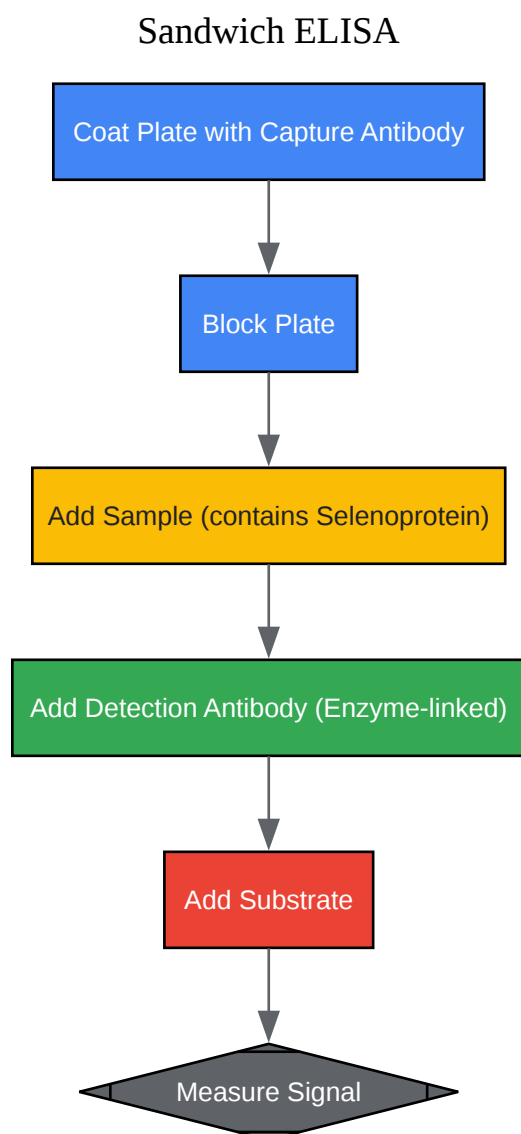 Sandwich ELISA
Coat Plate with Capture Antibody
Block Plate
Add Sample (contains Selenoprotein)
Add Detection Antibody (Enzyme-linked)
Add Substrate
Measure Signal